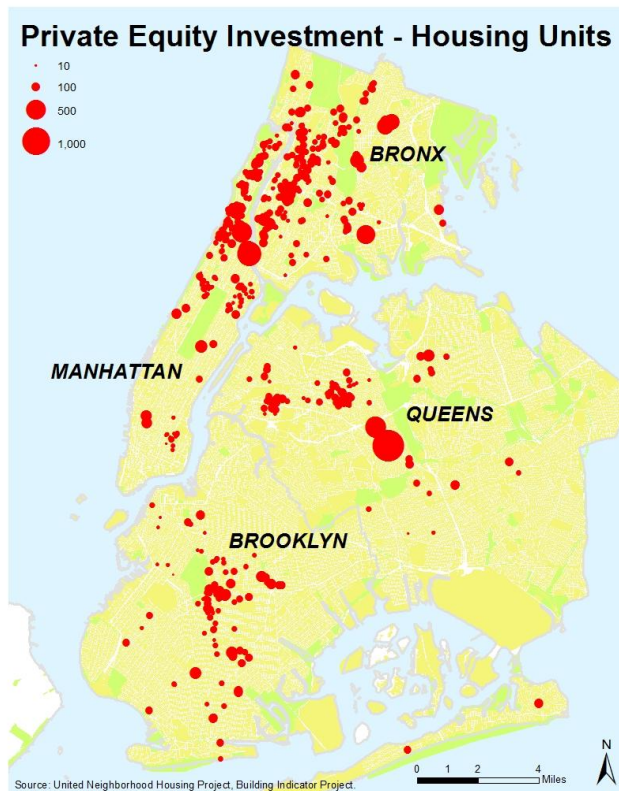 Private Equity Investment - Housing Units
10
100
500
1,000
BRONX
MANHATTAN
QUEENS
BROOKLYN
N
0 1 2 4
Miles
Source: United Neighborhood Housing Project, Building Indicator Project.